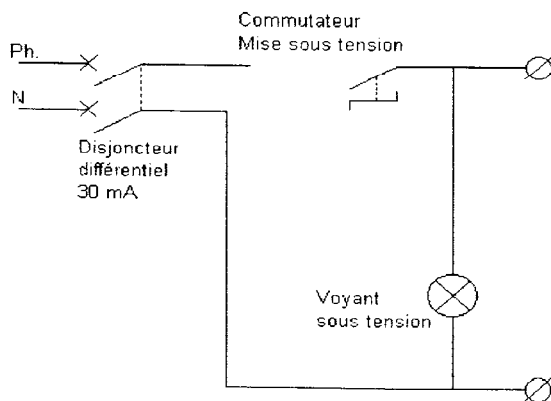 Commutateur
Mise sous tension
Ph.
N
Disjoncteur
différentiel
30 mA
Voyant
sous tension